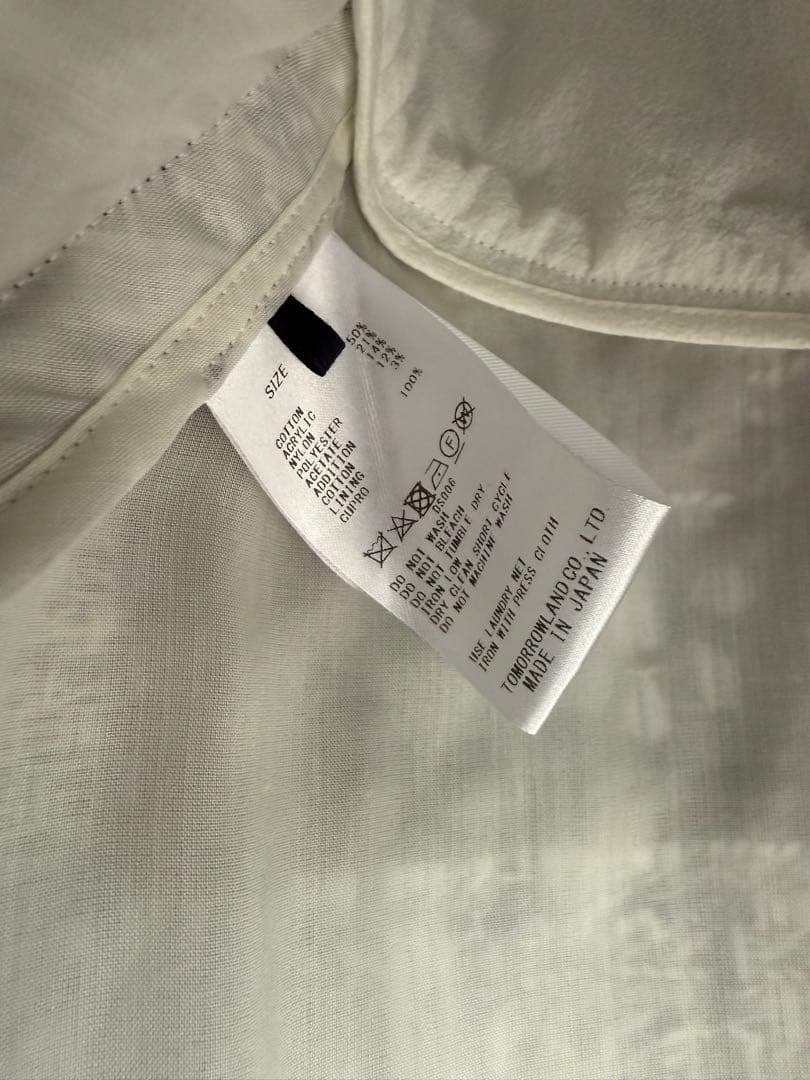 SIZE
COTTON 50%
ACRYLIC 21%
NYLON 14%
POLYESTER 12%
ACETATE 3%
ADDITION
COTTON
LINING
CUPRO 100%
DS006
DO NOT WASH
DO NOT BLEACH
DO NOT TUMBLE DRY
IRON LOW
DRY CLEAN SHORT CYCLE
DO NOT MACHINE WASH
USE LAUNDRY NET
IRON WITH PRESS CLOTH
TOMORROWLAND CO., LTD.
MADE IN JAPAN